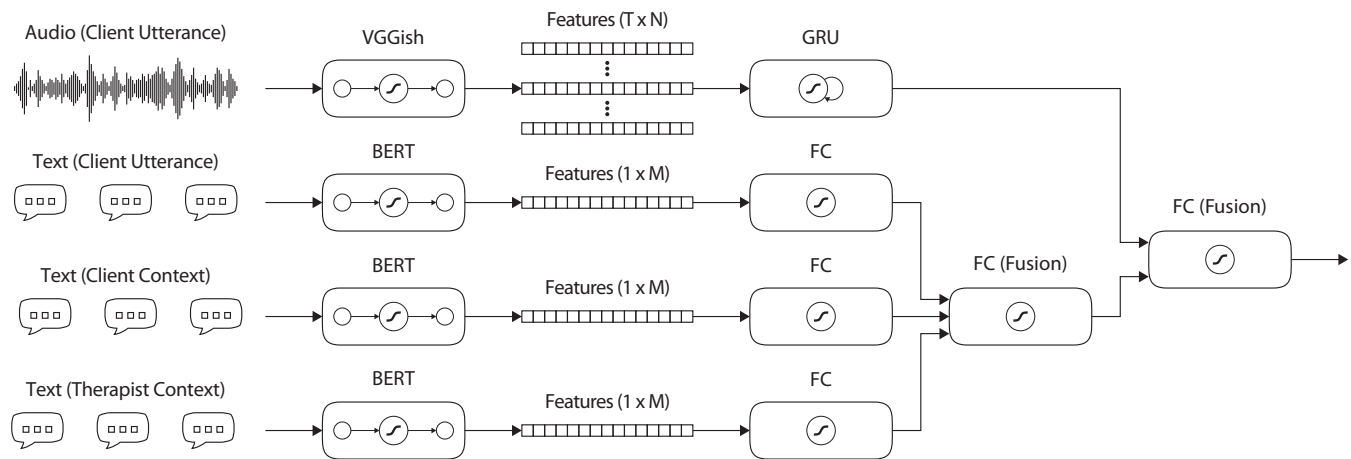 Audio (Client Utterance)
VGGish
Features (T x N)
GRU
Text (Client Utterance)
BERT
Features (1 x M)
FC
FC (Fusion)
Text (Client Context)
BERT
Features (1 x M)
FC
FC (Fusion)
Text (Therapist Context)
BERT
Features (1 x M)
FC